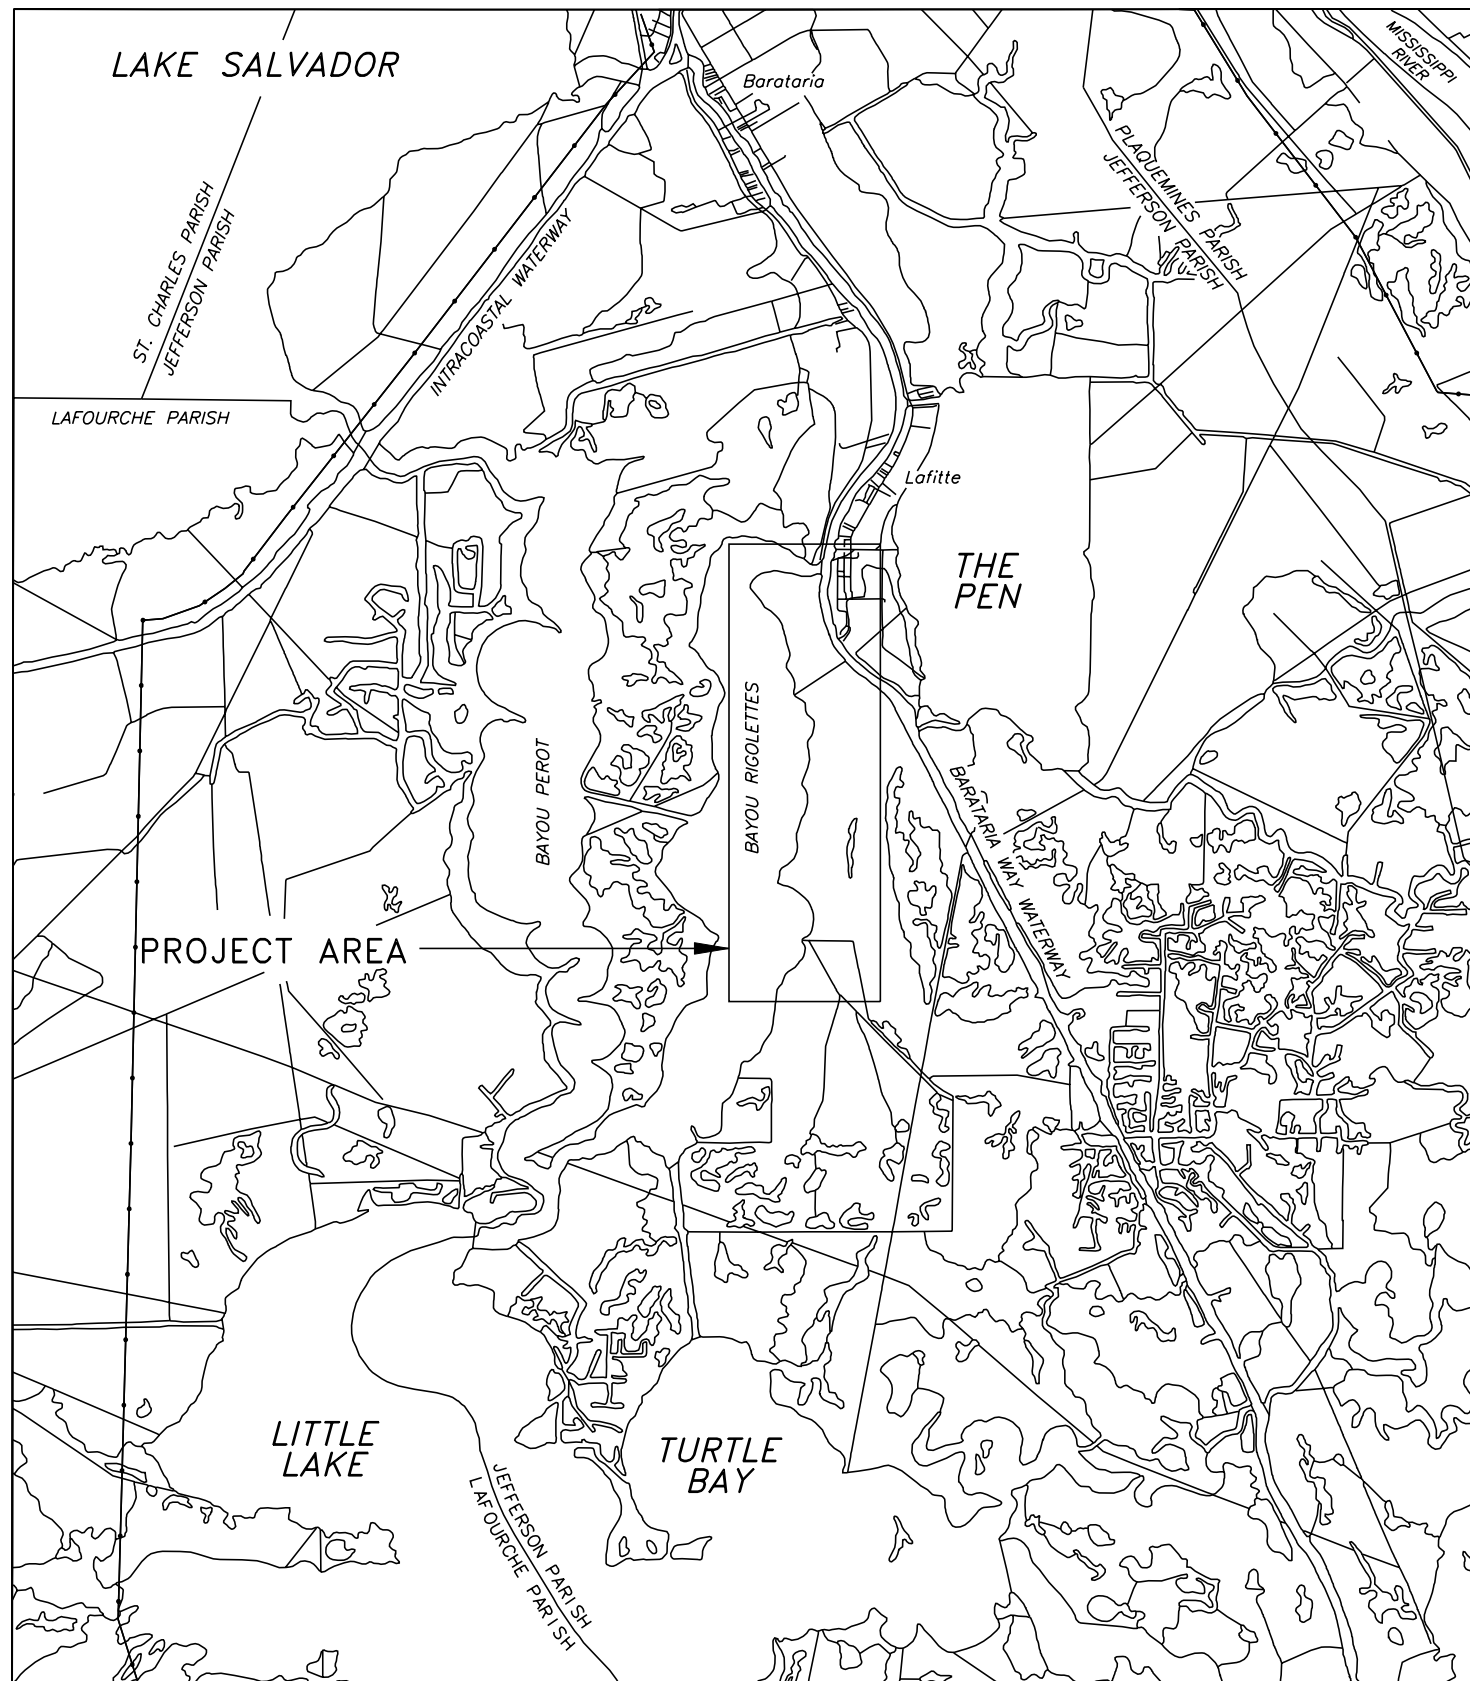 LAKE SALVADOR
MISSISSIPPI
RIVER
Barataria
PLAQUEMINES PARISH
JEFFERSON PARISH
ST. CHARLES PARISH
JEFFERSON PARISH
INTRACOASTAL WATERWAY
LAFOURCHE PARISH
Lafitte
THE
PEN
BAYOU PEROT
BAYOU RIGOLETTES
BARATARIA WAY WATERWAY
PROJECT AREA
LITTLE
LAKE
TURTLE
BAY
JEFFERSON PARISH
LAFOURCHE PARISH